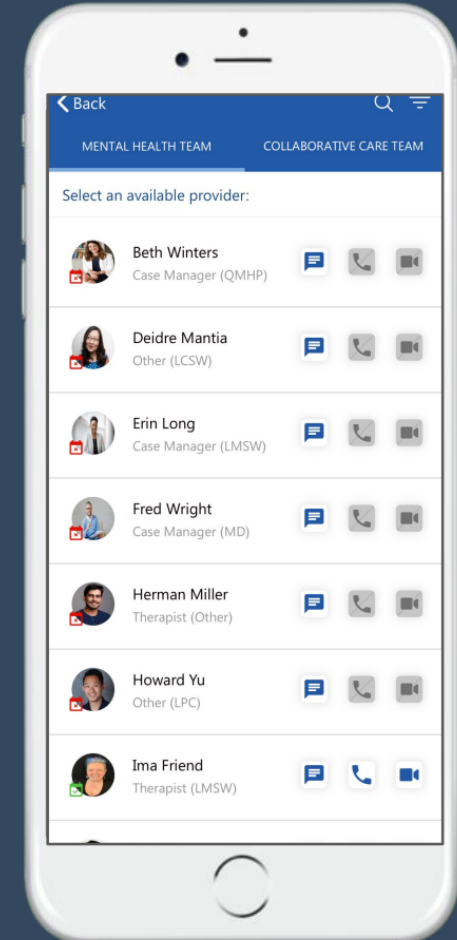 Back
MENTAL HEALTH TEAM
COLLABORATIVE CARE TEAM
Select an available provider:
Beth Winters
Case Manager (QMHP)
Deidre Mantia
Other (LCSW)
Erin Long
Case Manager (LMSW)
Fred Wright
Case Manager (MD)
Herman Miller
Therapist (Other)
Howard Yu
Other (LPC)
Ima Friend
Therapist (LMSW)